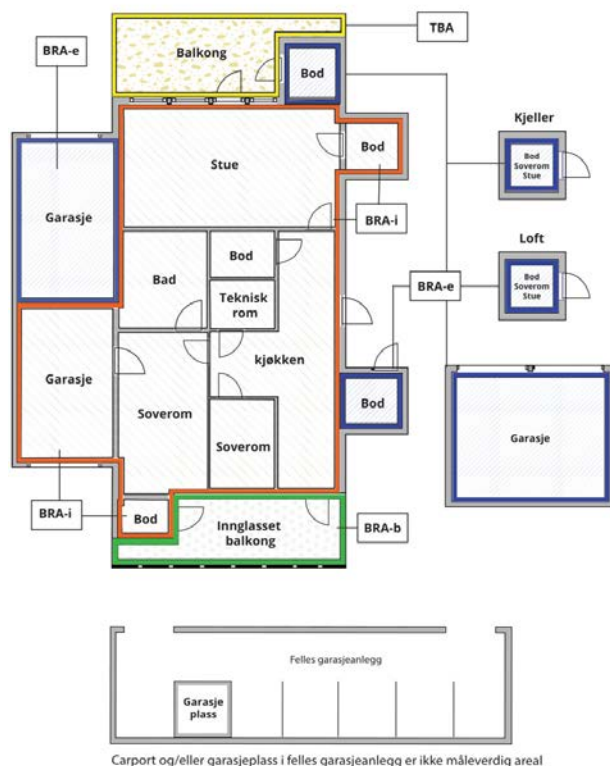 TBA
BRA-e
Balkong
Bod
Kjeller
Bod
Soverom
Stue
Stue
Bod
BRA-i
Garasje
Loft
Bod
Soverom
Stue
Bad
Bod
Teknisk
rom
BRA-e
Garasje
kjøkken
Soverom
Soverom
Bod
Garasje
BRA-i
Bod
Innglasset
balkong
BRA-b
Felles garasjeanlegg
Garasje
plass
Carport og/eller garasjeplass i felles garasjeanlegg er ikke måleverdig areal